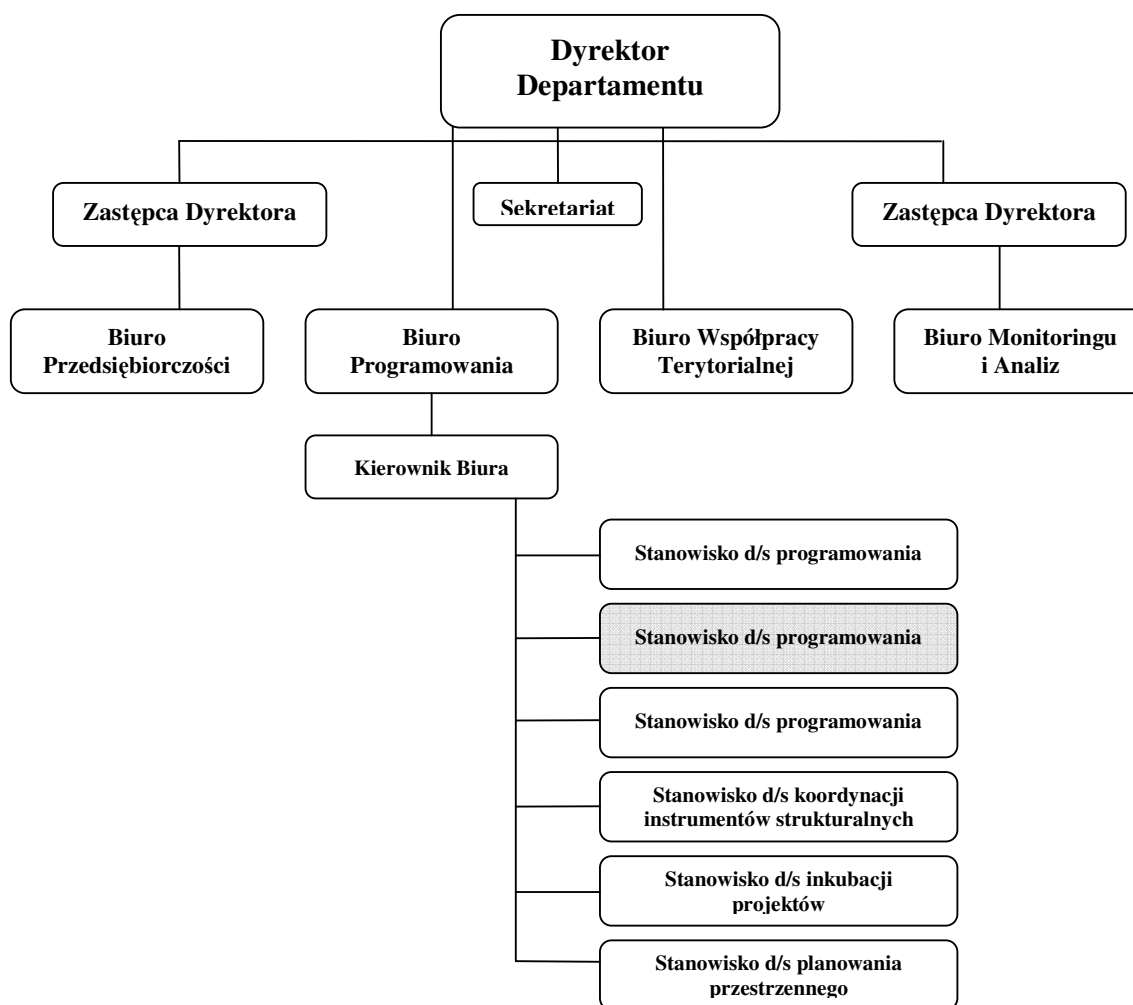 Dyrektor
Departamentu
Zastępca Dyrektora
Sekretariat
Zastępca Dyrektora
Biuro
Przedsiębiorczości
Biuro
Programowania
Biuro Współpracy
Terytorialnej
Biuro Monitoringu
i Analiz
Kierownik Biura
Stanowisko d/s programowania
Stanowisko d/s programowania
Stanowisko d/s programowania
Stanowisko d/s koordynacji
instrumentów strukturalnych
Stanowisko d/s inkubacji
projektów
Stanowisko d/s planowania
przestrzennego